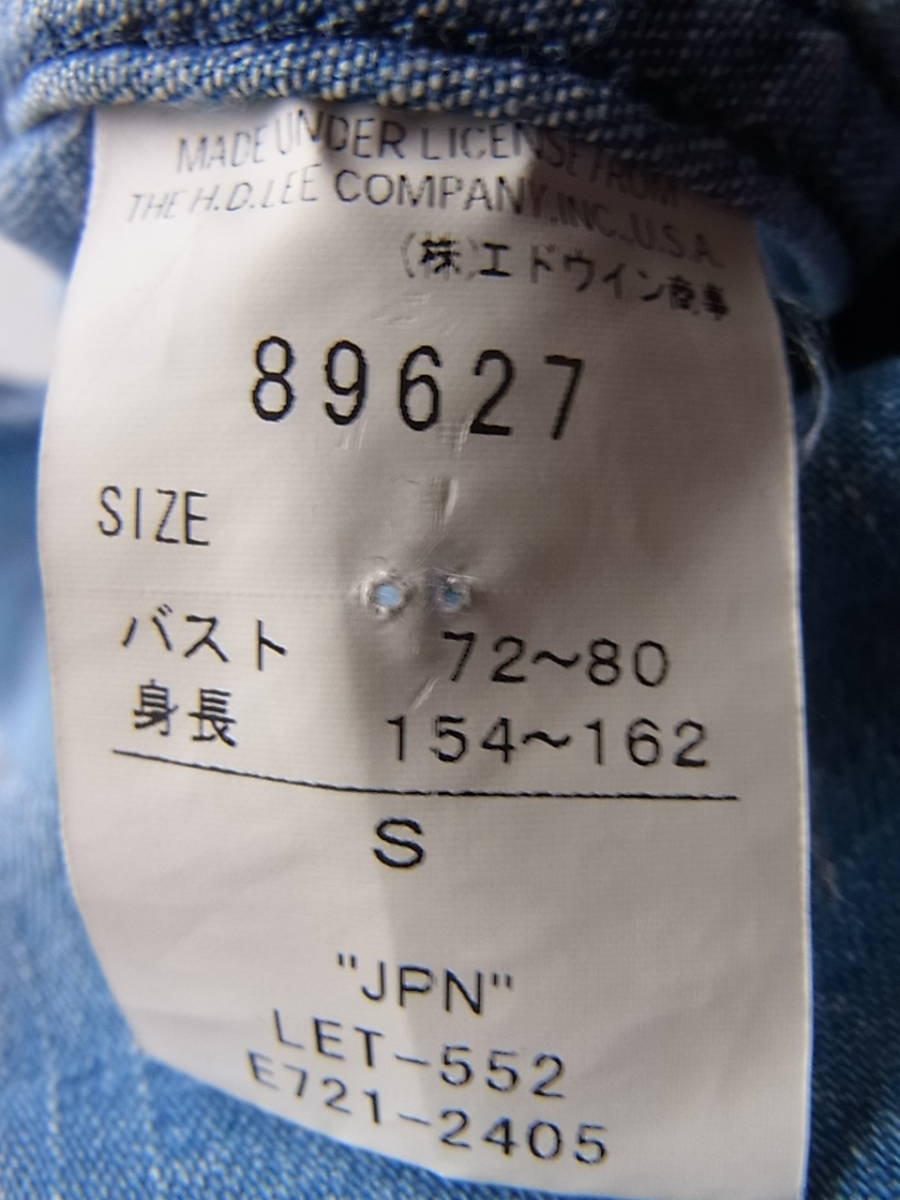 MADE UNDER LICENSE FROM
THE H.D.LEE COMPANY,INC.,U.S.A.
(株)エドウイン商事
89627
SIZE
バスト 72~80
身長 154~162
S
"JPN"
LET-552
E721-2405